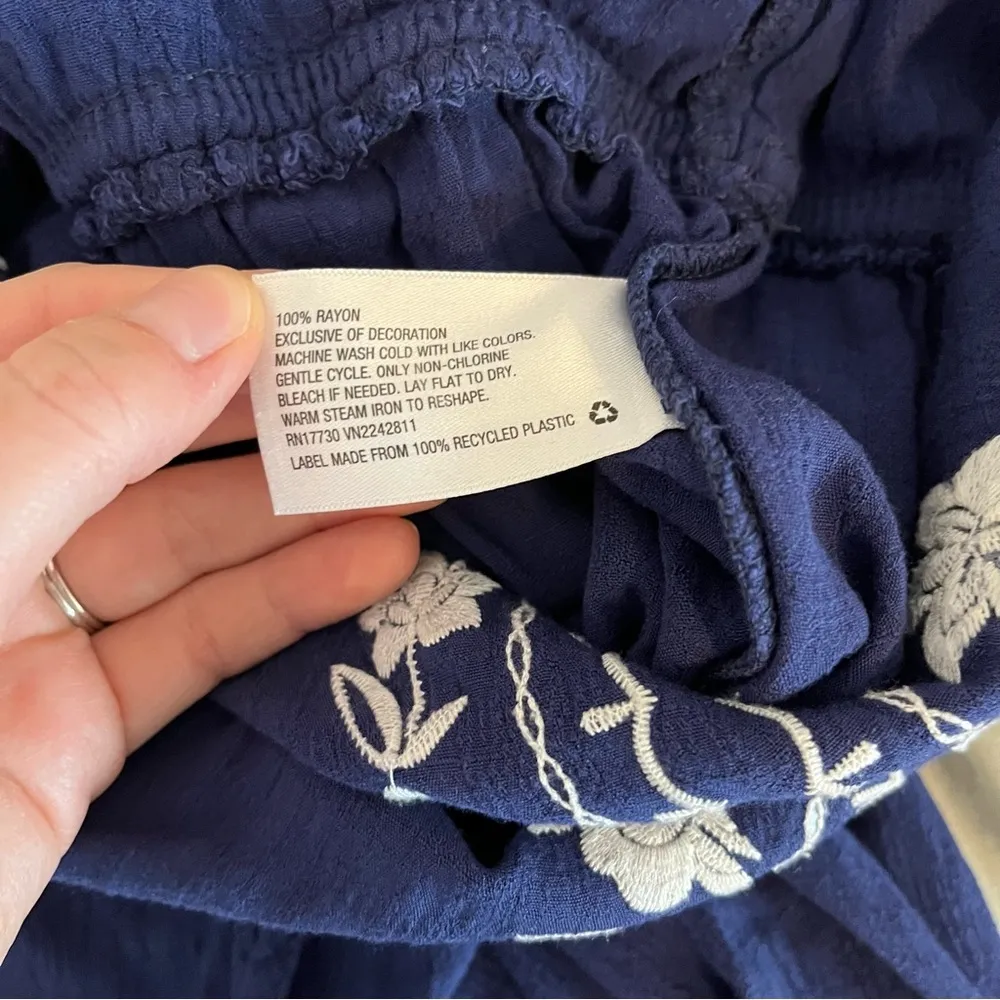 100% RAYON
EXCLUSIVE OF DECORATION
MACHINE WASH COLD WITH LIKE COLORS.
GENTLE CYCLE. ONLY NON-CHLORINE
BLEACH IF NEEDED. LAY FLAT TO DRY.
WARM STEAM IRON TO RESHAPE.
RN17730 VN2242811
LABEL MADE FROM 100% RECYCLED PLASTIC